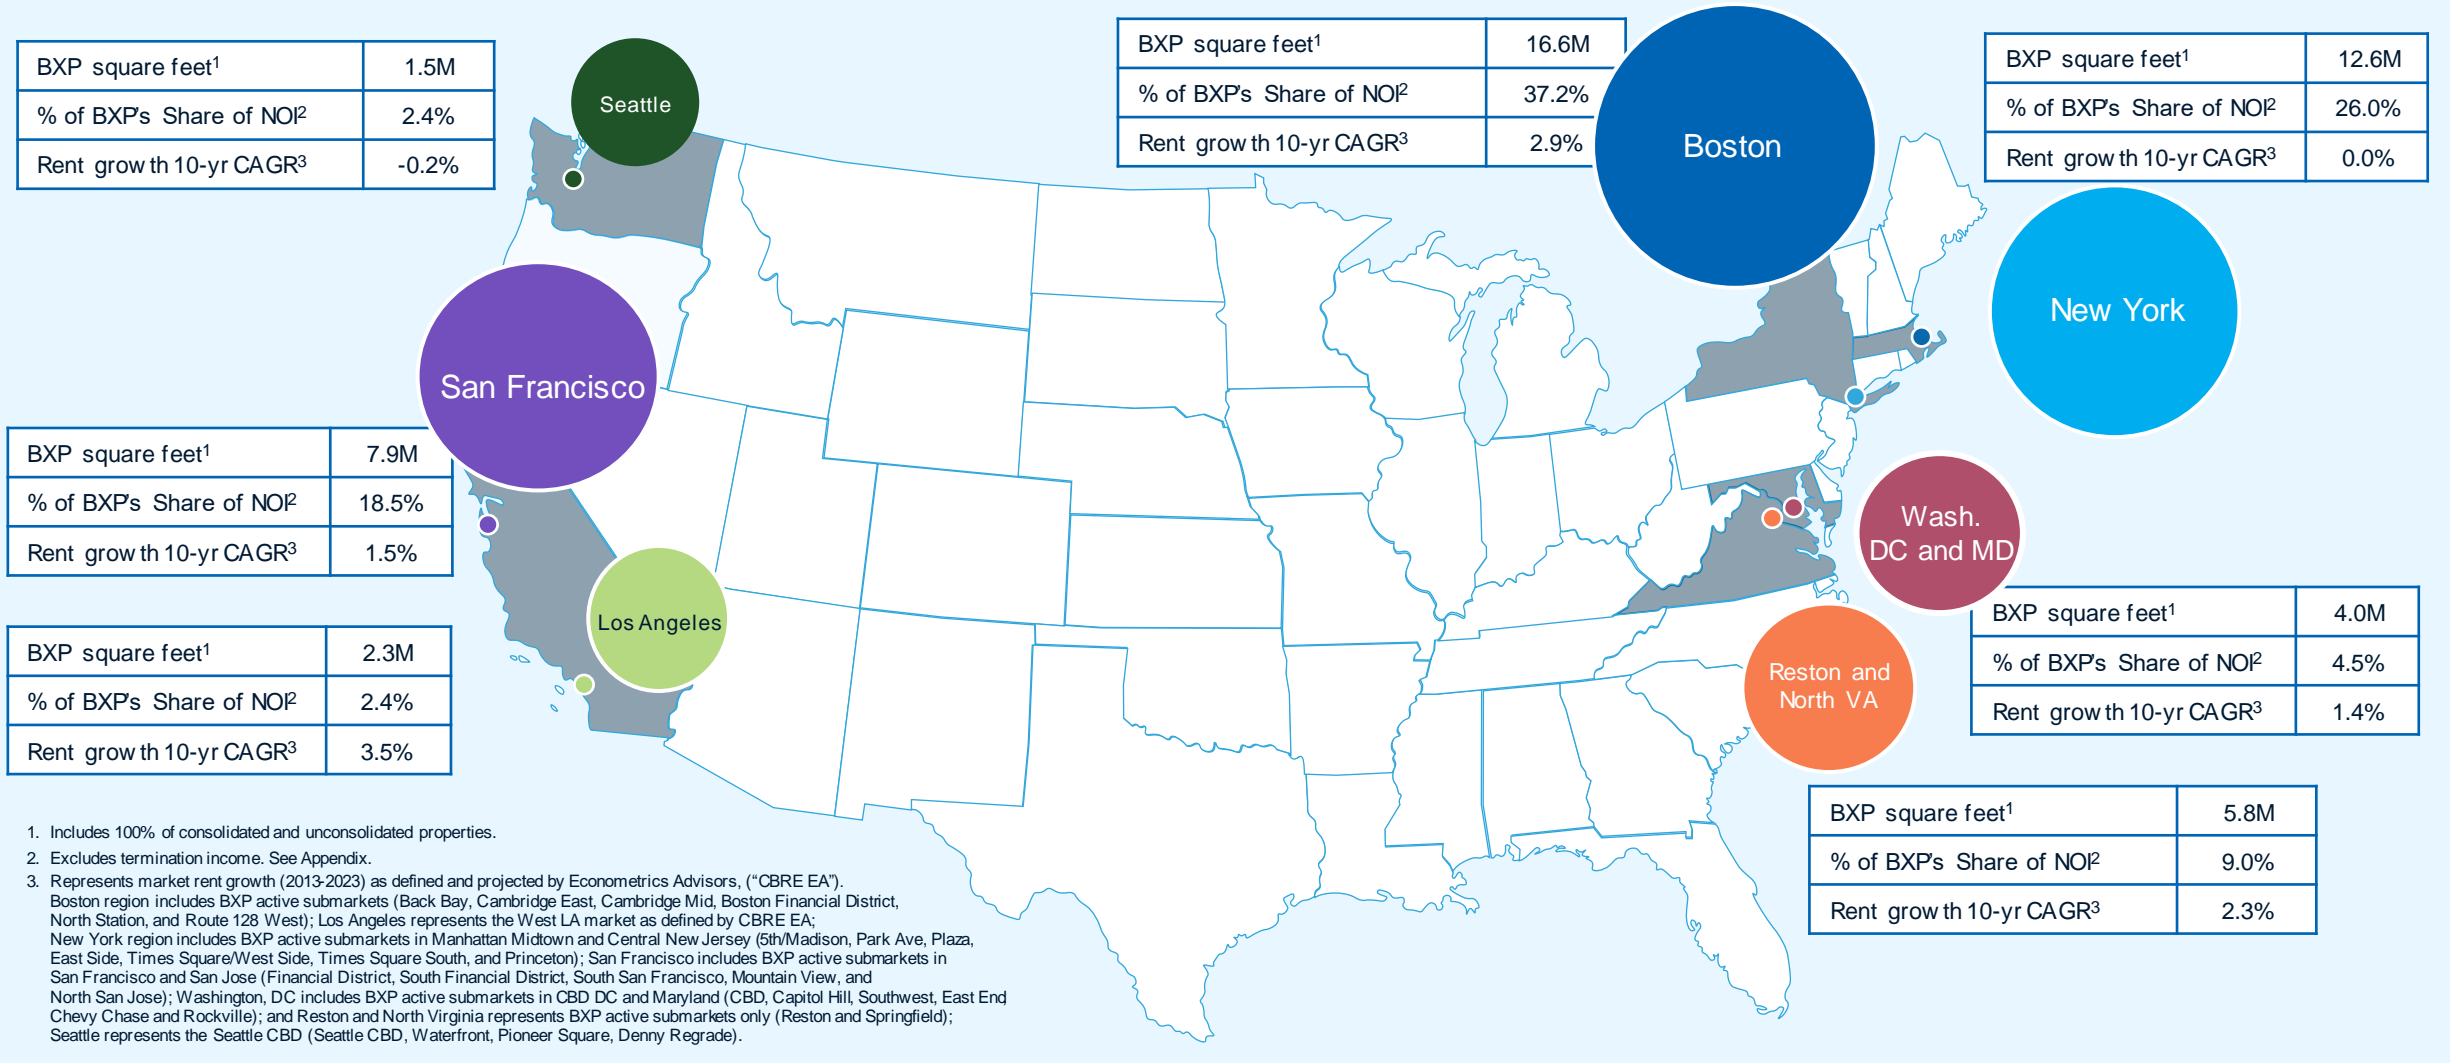 BXP square feet¹ 1.5M
% of BXP's Share of NOI² 2.4%
Rent growth 10-yr CAGR³ -0.2%
Seattle
BXP square feet¹ 16.6M
% of BXP's Share of NOI² 37.2%
Rent growth 10-yr CAGR³ 2.9%
Boston
BXP square feet¹ 12.6M
% of BXP's Share of NOI² 26.0%
Rent growth 10-yr CAGR³ 0.0%
New York
San Francisco
BXP square feet¹ 7.9M
% of BXP's Share of NOI² 18.5%
Rent growth 10-yr CAGR³ 1.5%
Los Angeles
BXP square feet¹ 2.3M
% of BXP's Share of NOI² 2.4%
Rent growth 10-yr CAGR³ 3.5%
Wash.
DC and MD
BXP square feet¹ 4.0M
% of BXP's Share of NOI² 4.5%
Rent growth 10-yr CAGR³ 1.4%
Reston and
North VA
BXP square feet¹ 5.8M
% of BXP's Share of NOI² 9.0%
Rent growth 10-yr CAGR³ 2.3%
1. Includes 100% of consolidated and unconsolidated properties.
2. Excludes termination income. See Appendix.
3. Represents market rent growth (2013-2023) as defined and projected by Econometrics Advisors, (“CBRE EA”).
Boston region includes BXP active submarkets (Back Bay, Cambridge East, Cambridge Mid, Boston Financial District,
North Station, and Route 128 West); Los Angeles represents the West LA market as defined by CBRE EA;
New York region includes BXP active submarkets in Manhattan Midtown and Central New Jersey (5th/Madison, Park Ave, Plaza,
East Side, Times Square/West Side, Times Square South, and Princeton); San Francisco includes BXP active submarkets in
San Francisco and San Jose (Financial District, South Financial District, South San Francisco, Mountain View, and
North San Jose); Washington, DC includes BXP active submarkets in CBD DC and Maryland (CBD, Capitol Hill, Southwest, East End,
Chevy Chase and Rockville); and Reston and North Virginia represents BXP active submarkets only (Reston and Springfield);
Seattle represents the Seattle CBD (Seattle CBD, Waterfront, Pioneer Square, Denny Regrade).